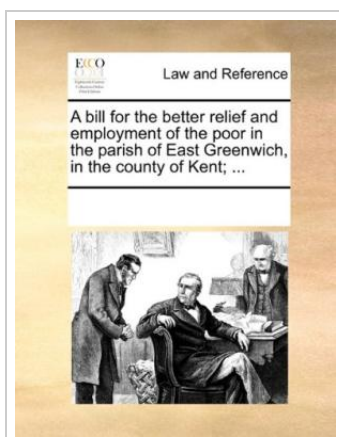 ECCO
Law and Reference
A bill for the better relief and
employment of the poor in
the parish of East Greenwich,
in the county of Kent; ...